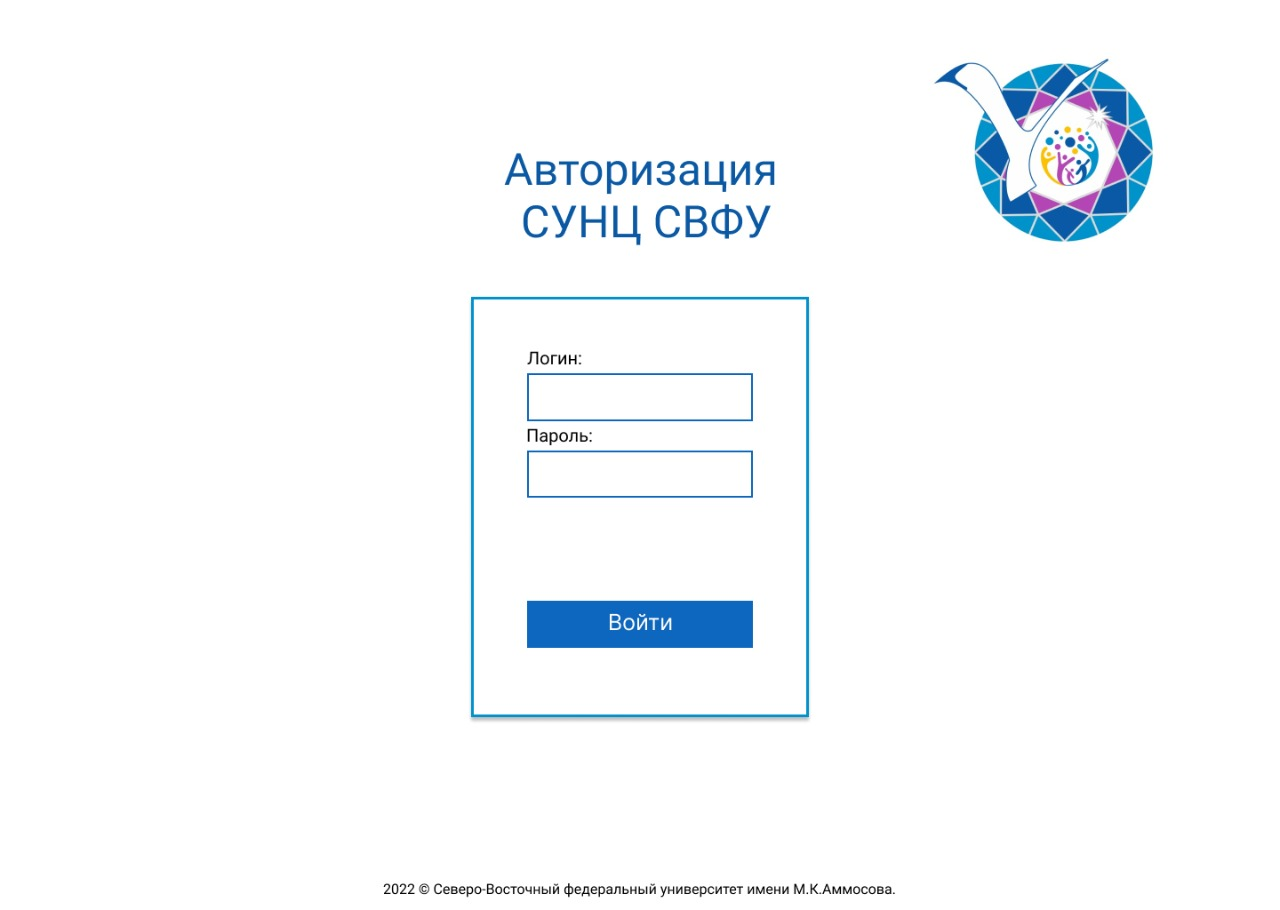 Авторизация
СУНЦ СВФУ
Логин:
Пароль:
Войти
2022 © Северо-Восточный федеральный университет имени М.К.Аммосова.